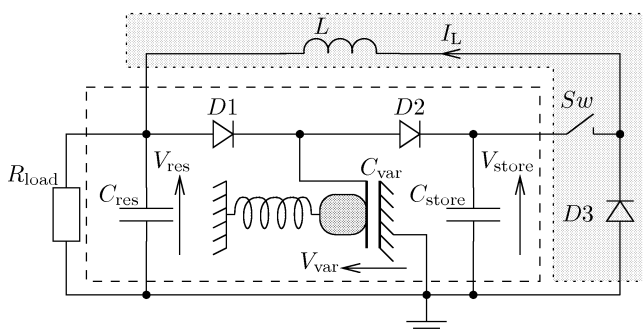 L
I_L
D1
D2
Sw
R_load
V_res
C_res
C_var
V_store
C_store
D3
V_var